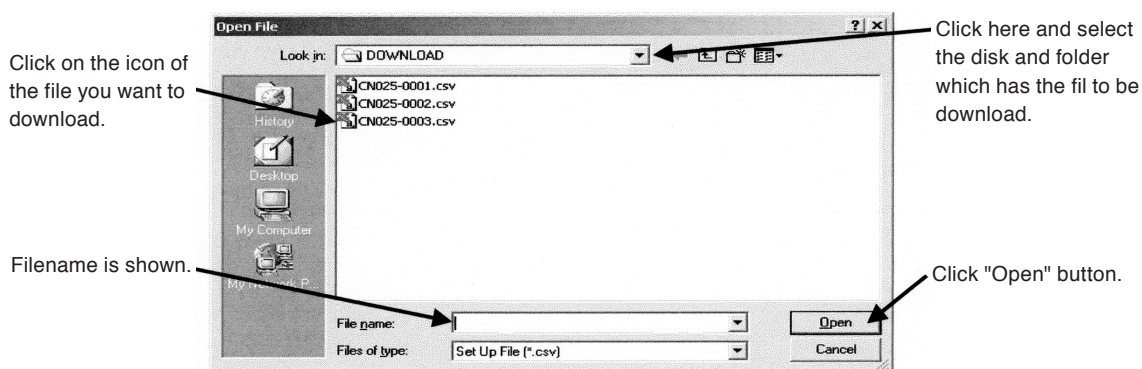 Open File
Look in:
DOWNLOAD
Click here and select
the disk and folder
which has the fil to be
download.
Click on the icon of
the file you want to
download.
CN025-0001.csv
CN025-0002.csv
CN025-0003.csv
History
Desktop
My Computer
My Network P...
Filename is shown.
Click "Open" button.
File name:
Open
Files of type:
Set Up File (*.csv)
Cancel